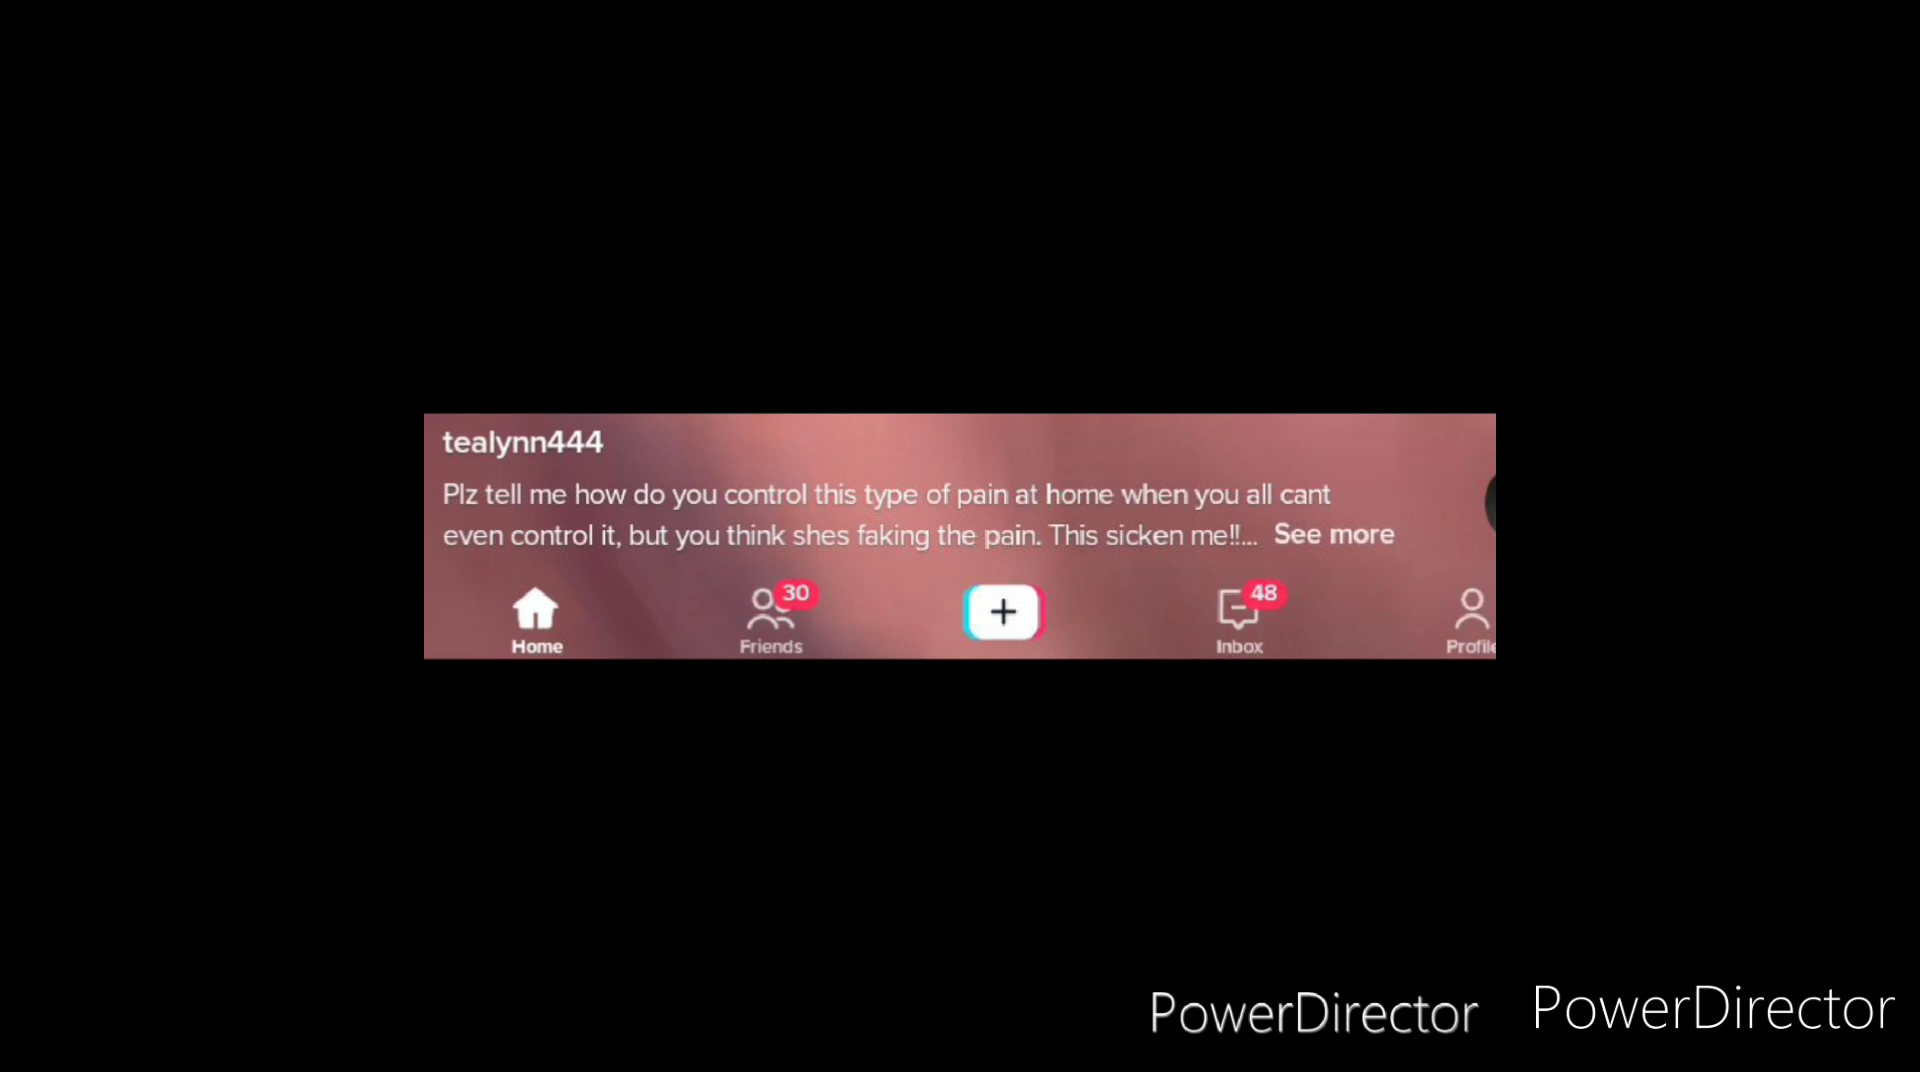 tealynn444
Plz tell me how do you control this type of pain at home when you all cant
even control it, but you think shes faking the pain. This sicken me!!... See more
30
48
Home
Friends
Inbox
Profile
PowerDirector
PowerDirector